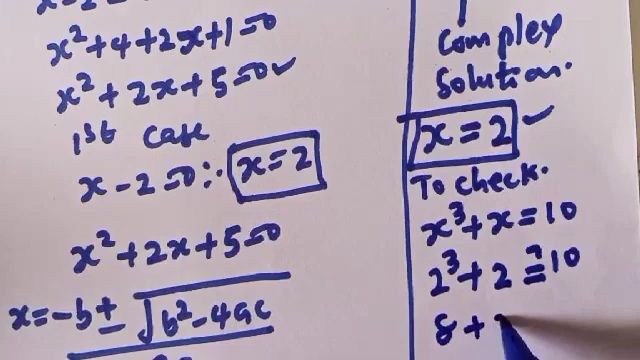 x² + 4 + 2x + 1 = 0
x² + 2x + 5 = 0 ✓
1st case
x - 2 = 0 ∴ x = 2
x² + 2x + 5 = 0
x = -b ± √b² - 4ac
Complex
Solution.
x = 2 ✓
To check.
x³ + x = 10
2³ + 2 ≟ 10
8 +